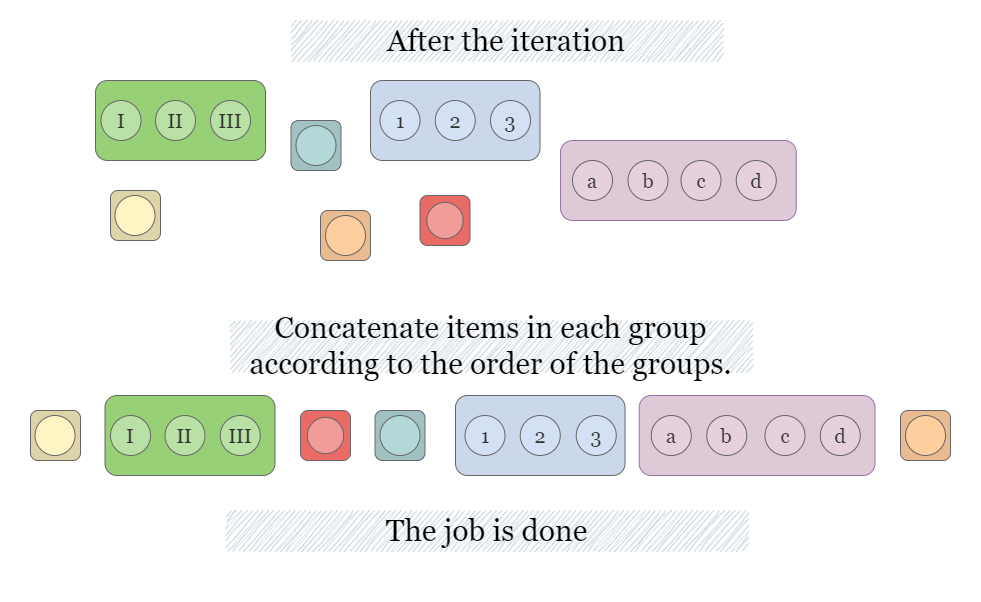 After the iteration
I II III
1 2 3
a b c d
Concatenate items in each group
according to the order of the groups.
I II III
1 2 3
a b c d
The job is done